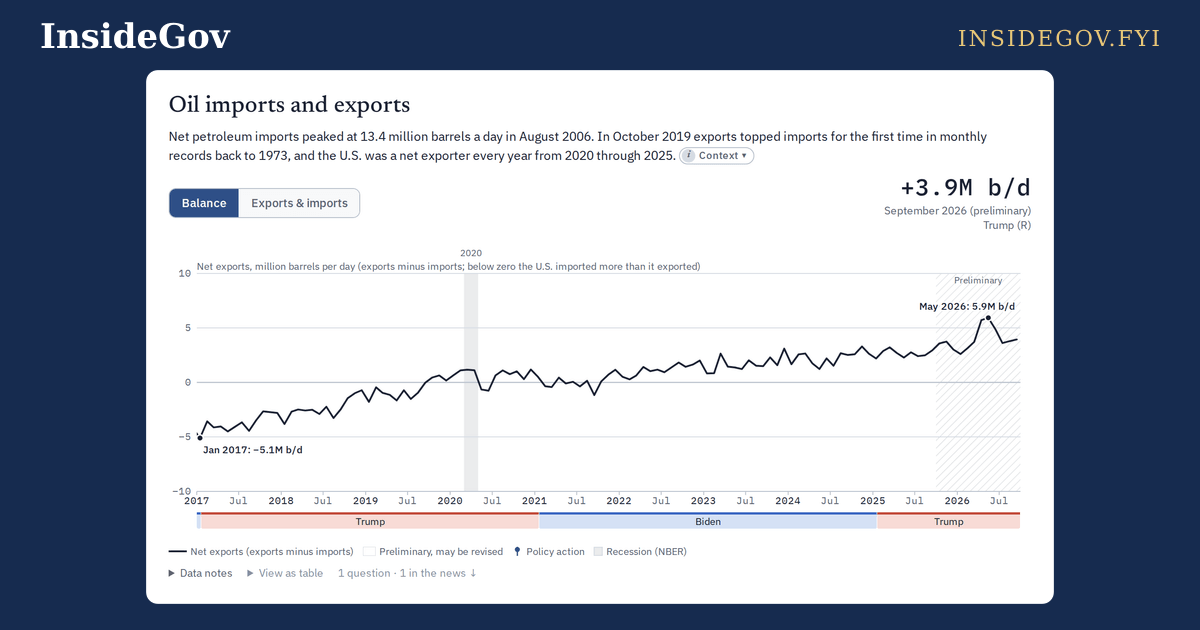 InsideGov
INSIDEGOV.FYI
Oil imports and exports
Net petroleum imports peaked at 13.4 million barrels a day in August 2006. In October 2019 exports topped imports for the first time in monthly
records back to 1973, and the U.S. was a net exporter every year from 2020 through 2025. i Context ▾
Balance Exports & imports
+3.9M b/d
September 2026 (preliminary)
Trump (R)
2020
Net exports, million barrels per day (exports minus imports; below zero the U.S. imported more than it exported)
10
Preliminary
May 2026: 5.9M b/d
5
0
−5
Jan 2017: −5.1M b/d
−10
2017 Jul 2018 Jul 2019 Jul 2020 Jul 2021 Jul 2022 Jul 2023 Jul 2024 Jul 2025 Jul 2026 Jul
Trump Biden Trump
Net exports (exports minus imports) Preliminary, may be revised Policy action Recession (NBER)
▶ Data notes ▶ View as table 1 question · 1 in the news ↓